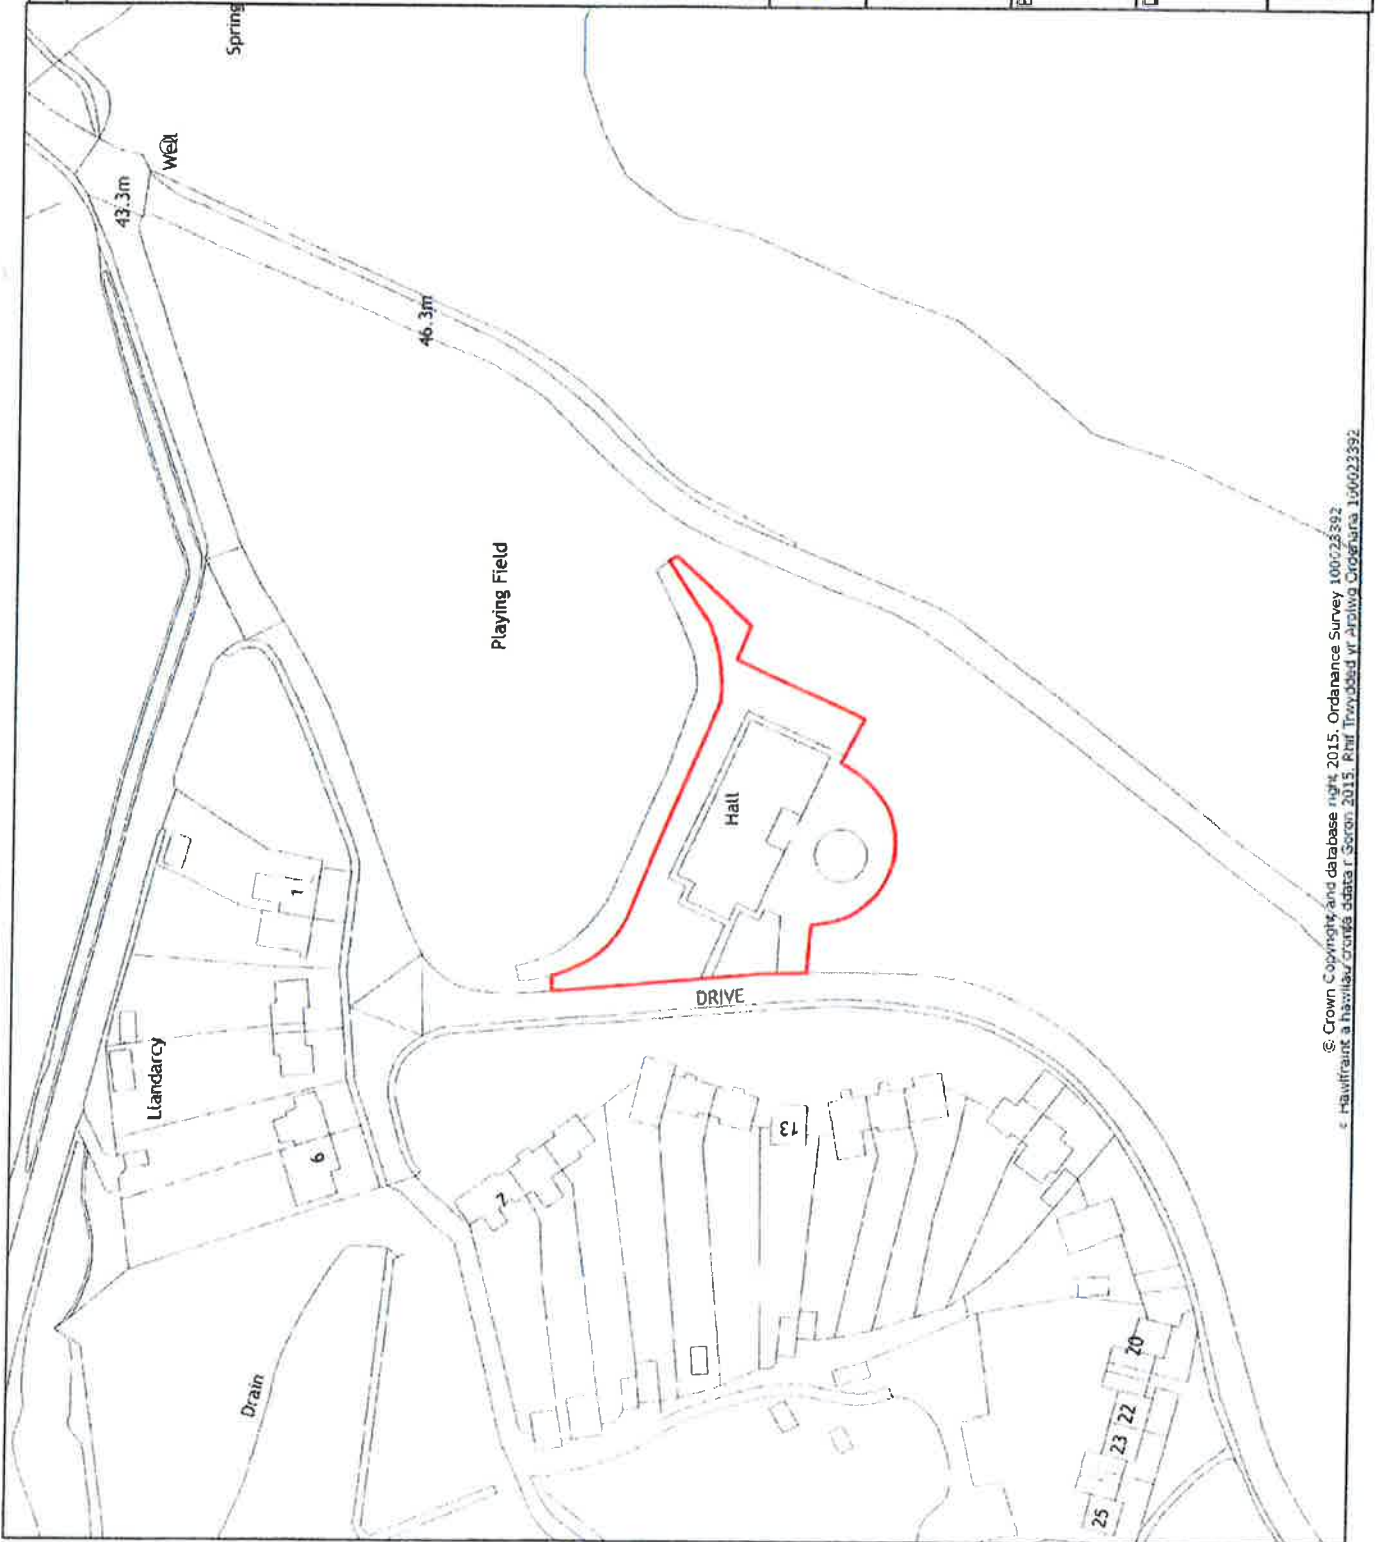 Spring
Well
43.3m
46.3m
Playing Field
Hall
1
Llandarcy
DRIVE
6
7
13
Drain
20
22
23
25
© Crown Copyright and database right 2015. Ordanance Survey 100023392
c Hawlfraint a hawliau cronfa ddata'r Goron 2015. Rhif Trwydded yr Arolwg Ordenana 100023392